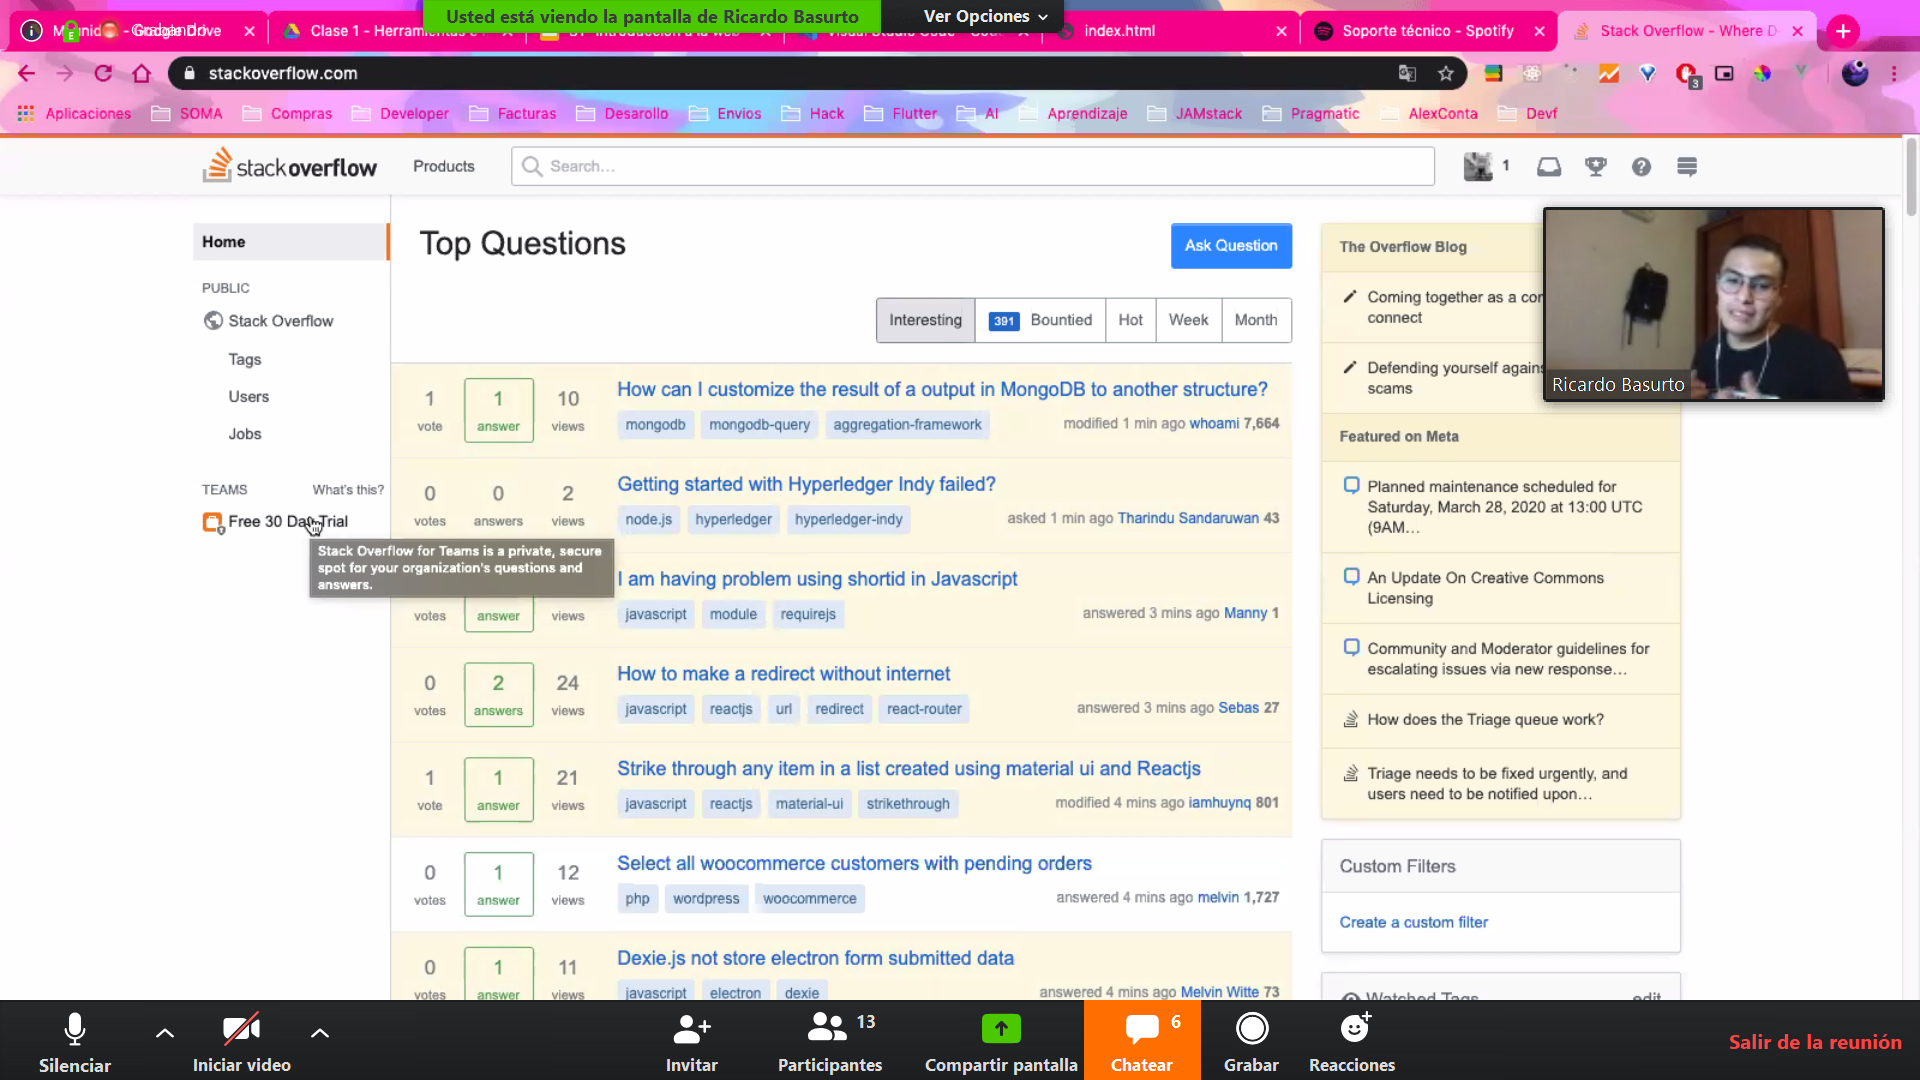 Usted está viendo la pantalla de Ricardo Basurto
Ver Opciones
Clase 1 - Herramientas
index.html
Soporte técnico - Spotify
Stack Overflow - Where D
stackoverflow.com
3
Aplicaciones
SOMA
Compras
Developer
Facturas
Desarollo
Envios
Hack
Flutter
AI
Aprendizaje
JAMstack
Pragmatic
AlexConta
Devf
stackoverflow
Products
Search...
1
Home
PUBLIC
Stack Overflow
Tags
Users
Jobs
TEAMS
What's this?
Free 30 Day Trial
Stack Overflow for Teams is a private, secure
spot for your organization's questions and
answers.
Top Questions
Ask Question
Interesting
391 Bountied
Hot
Week
Month
1 vote
1 answer
10 views
How can I customize the result of a output in MongoDB to another structure?
mongodb mongodb-query aggregation-framework
modified 1 min ago whoami 7,664
0 votes
0 answers
2 views
Getting started with Hyperledger Indy failed?
node.js hyperledger hyperledger-indy
asked 1 min ago Tharindu Sandaruwan 43
votes
answer
views
I am having problem using shortid in Javascript
javascript module requirejs
answered 3 mins ago Manny 1
0 votes
2 answers
24 views
How to make a redirect without internet
javascript reactjs url redirect react-router
answered 3 mins ago Sebas 27
1 vote
1 answer
21 views
Strike through any item in a list created using material ui and Reactjs
javascript reactjs material-ui strikethrough
modified 4 mins ago iamhuynq 801
0 votes
1 answer
12 views
Select all woocommerce customers with pending orders
php wordpress woocommerce
answered 4 mins ago melvin 1,727
0 votes
1 answer
11 views
Dexie.js not store electron form submitted data
javascript electron dexie
answered 4 mins ago Melvin Witte 73
The Overflow Blog
Coming together as a
connect
Defending yourself
scams
Featured on Meta
Planned maintenance scheduled for
Saturday, March 28, 2020 at 13:00 UTC
(9AM…
An Update On Creative Commons
Licensing
Community and Moderator guidelines for
escalating issues via new response…
How does the Triage queue work?
Triage needs to be fixed urgently, and
users need to be notified upon…
Custom Filters
Create a custom filter
Watched Tags
edit
Ricardo Basurto
Silenciar
Iniciar video
Invitar
Participantes 13
Compartir pantalla
Chatear 6
Grabar
Reacciones
Salir de la reunión